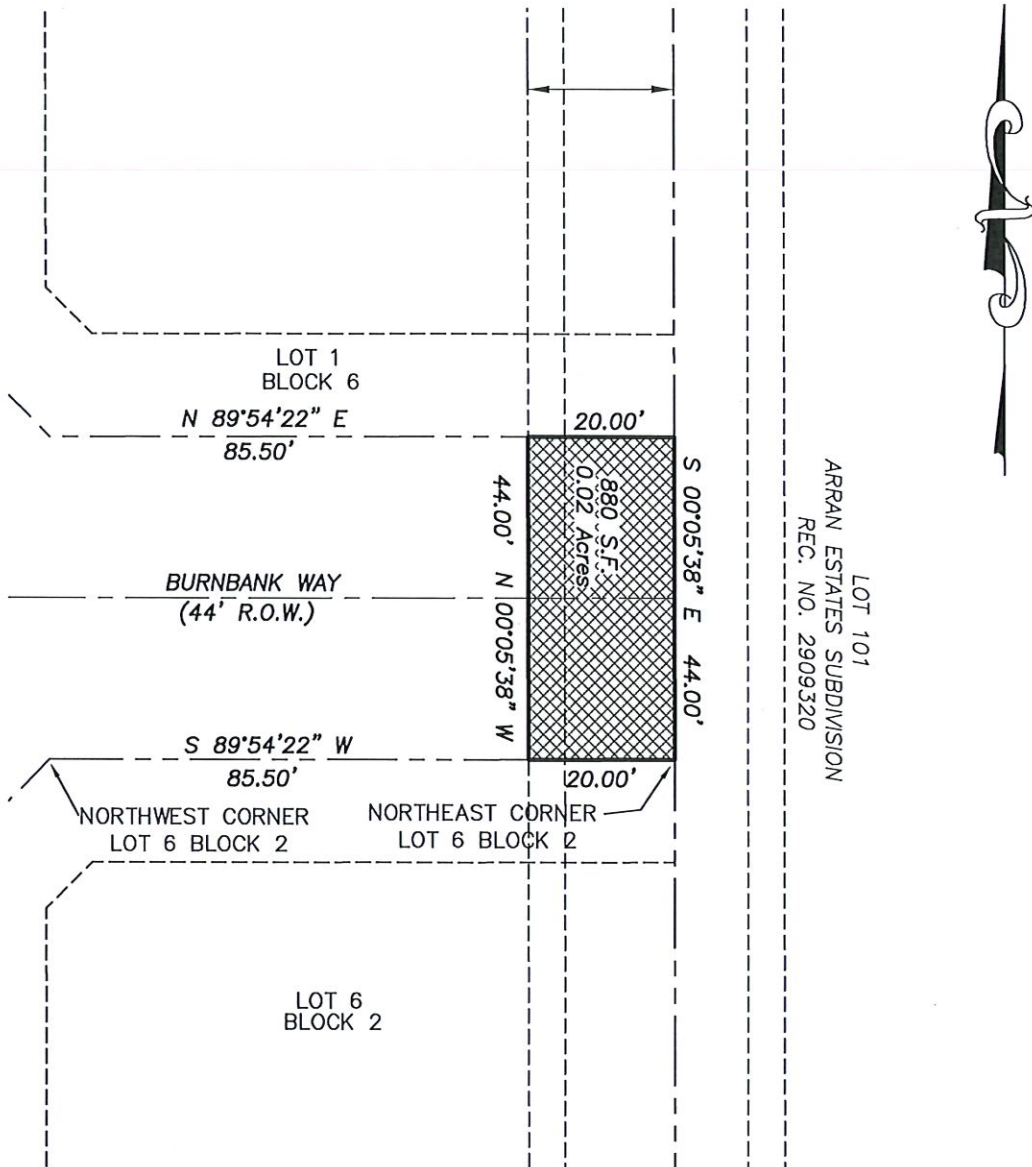 LOT 1
BLOCK 6
N 89°54'22" E
85.50'
20.00'
880 S.F.
0.02 Acres
44.00' N 00°05'38" W
S 00°05'38" E 44.00'
LOT 101
ARRAN ESTATES SUBDIVISION
REC. NO. 2909320
BURNBANK WAY
(44' R.O.W.)
S 89°54'22" W
85.50'
20.00'
NORTHWEST CORNER
LOT 6 BLOCK 2
NORTHEAST CORNER
LOT 6 BLOCK 2
LOT 6
BLOCK 2